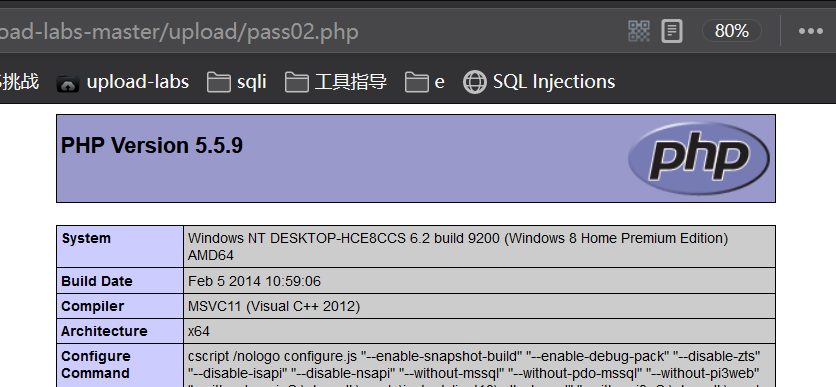 oad-labs-master/upload/pass02.php 80%
挑战 upload-labs sqli 工具指导 e SQL Injections
PHP Version 5.5.9 php
System Windows NT DESKTOP-HCE8CCS 6.2 build 9200 (Windows 8 Home Premium Edition)
AMD64
Build Date Feb 5 2014 10:59:06
Compiler MSVC11 (Visual C++ 2012)
Architecture x64
Configure cscript /nologo configure.js "--enable-snapshot-build" "--enable-debug-pack" "--disable-zts"
Command "--disable-isapi" "--disable-nsapi" "--without-mssql" "--without-pdo-mssql" "--without-pi3web"